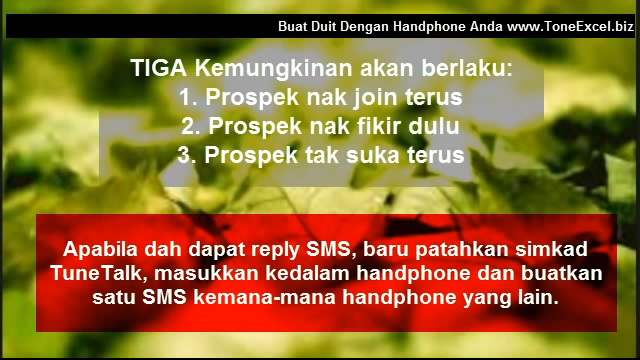 Buat Duit Dengan Handphone Anda www.ToneExcel.biz
TIGA Kemungkinan akan berlaku:
1. Prospek nak join terus
2. Prospek nak fikir dulu
3. Prospek tak suka terus
Apabila dah dapat reply SMS, baru patahkan simkad
TuneTalk, masukkan kedalam handphone dan buatkan
satu SMS kemana-mana handphone yang lain.